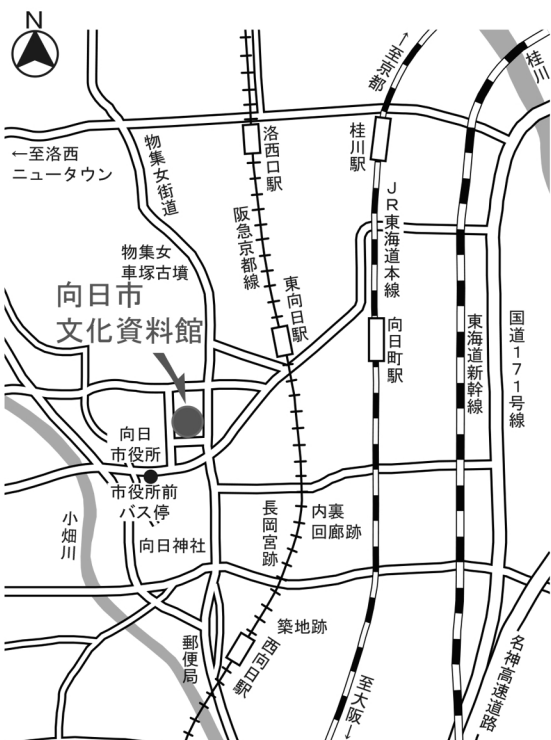 N
↑至京都
桂川
←至洛西
ニュータウン
物集女街道
洛西口駅
桂川駅
阪急京都線
JR東海道本線
物集女
車塚古墳
向日市
文化資料館
東向日駅
向日町駅
東海道新幹線
国道171号線
向日
市役所
市役所前
バス停
小畑川
向日神社
長岡宮跡
内裏
回廊跡
築地跡
郵便局
西向日駅
至大阪↓
名神高速道路